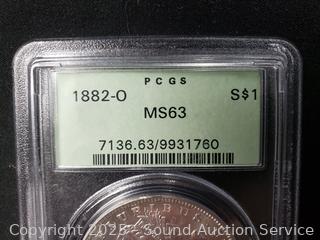 PCGS
1882-O S$1
MS63
7136.63/9931760
Copyright 2025 - Sound Auction Service